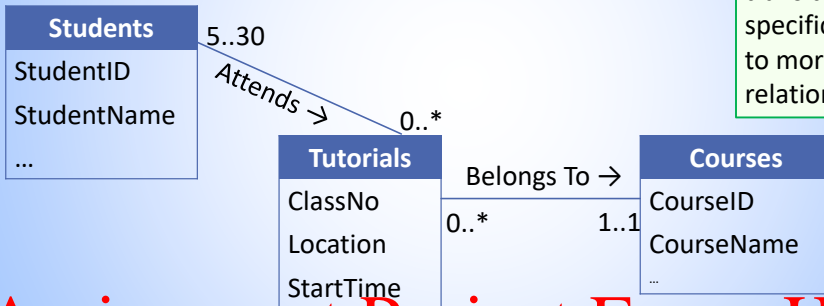 specific
to mor
relation
Students
StudentID
StudentName
...
5..30
Attends →
0..*
Tutorials
ClassNo
Location
StartTime
Belongs To →
0..*
1..1
Courses
CourseID
CourseName
...